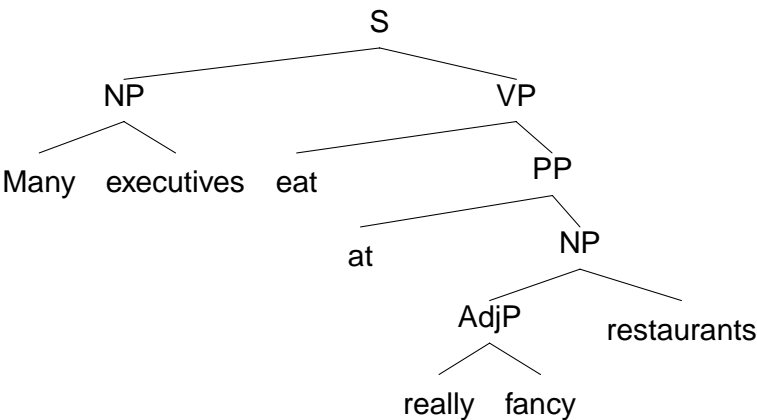 S
NP VP
Many executives eat PP
at NP
AdjP restaurants
really fancy